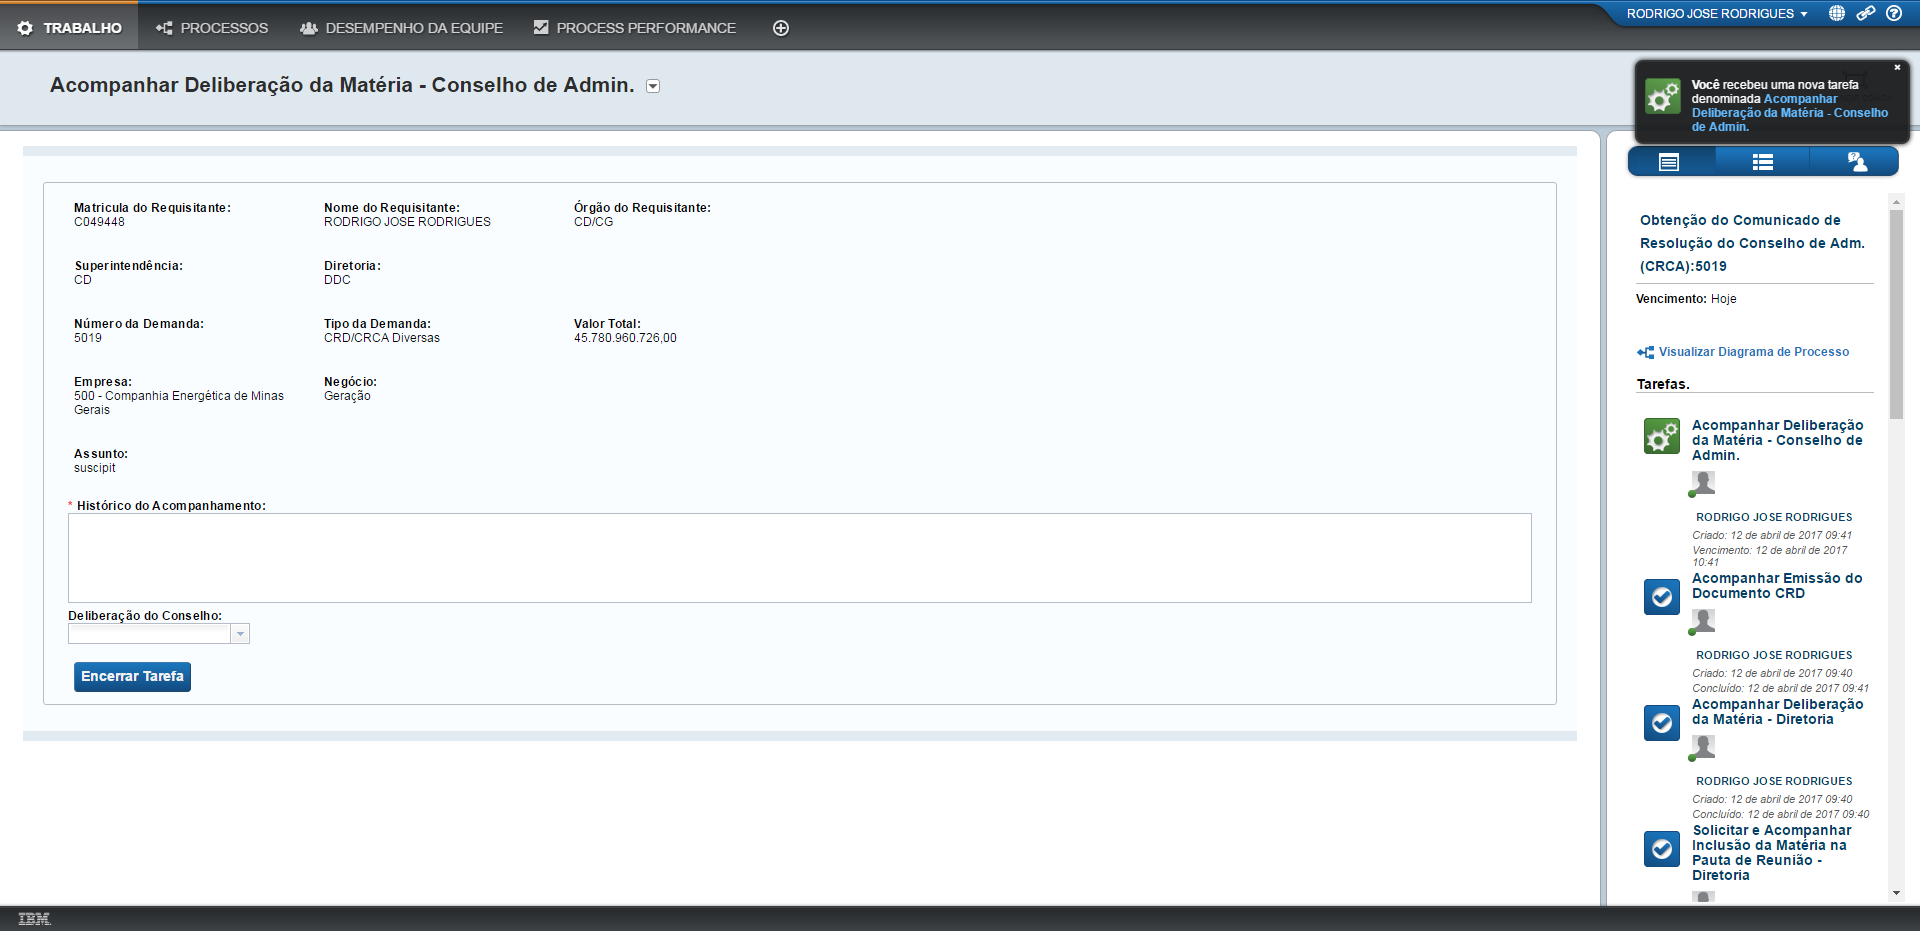 TRABALHO
PROCESSOS
DESEMPENHO DA EQUIPE
PROCESS PERFORMANCE
RODRIGO JOSE RODRIGUES
Acompanhar Deliberação da Matéria - Conselho de Admin.
Você recebeu uma nova tarefa
denominada Acompanhar
Deliberação da Matéria - Conselho
de Admin.
Matricula do Requisitante:
C049448
Nome do Requisitante:
RODRIGO JOSE RODRIGUES
Órgão do Requisitante:
CD/CG
Superintendência:
CD
Diretoria:
DDC
Número da Demanda:
5019
Tipo da Demanda:
CRD/CRCA Diversas
Valor Total:
45.780.960.726,00
Empresa:
500 - Companhia Energética de Minas
Gerais
Negócio:
Geração
Assunto:
suscipit
* Histórico do Acompanhamento:
Deliberação do Conselho:
Encerrar Tarefa
Obtenção do Comunicado de
Resolução do Conselho de Adm.
(CRCA):5019
Vencimento: Hoje
Visualizar Diagrama de Processo
Tarefas.
Acompanhar Deliberação
da Matéria - Conselho de
Admin.
RODRIGO JOSE RODRIGUES
Criado: 12 de abril de 2017 09:41
Vencimento: 12 de abril de 2017
10:41
Acompanhar Emissão do
Documento CRD
RODRIGO JOSE RODRIGUES
Criado: 12 de abril de 2017 09:40
Concluído: 12 de abril de 2017 09:41
Acompanhar Deliberação
da Matéria - Diretoria
RODRIGO JOSE RODRIGUES
Criado: 12 de abril de 2017 09:40
Concluído: 12 de abril de 2017 09:40
Solicitar e Acompanhar
Inclusão da Matéria na
Pauta de Reunião -
Diretoria
IBM.